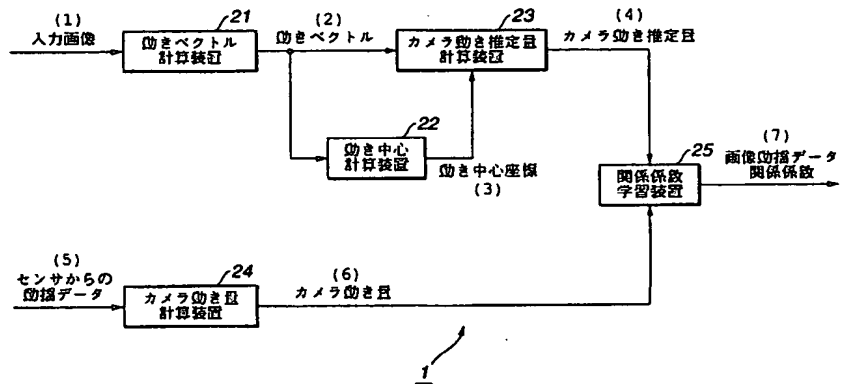 (1)
入力画像
21
動きベクトル
計算装置
(2)
動きベクトル
23
カメラ動き推定量
計算装置
(4)
カメラ動き推定量
22
動き中心
計算装置
動き中心座標
(3)
25
関係係数
学習装置
(7)
画像動揺データ
関係係数
(5)
センサからの
動揺データ
24
カメラ動き量
計算装置
(6)
カメラ動き量
1